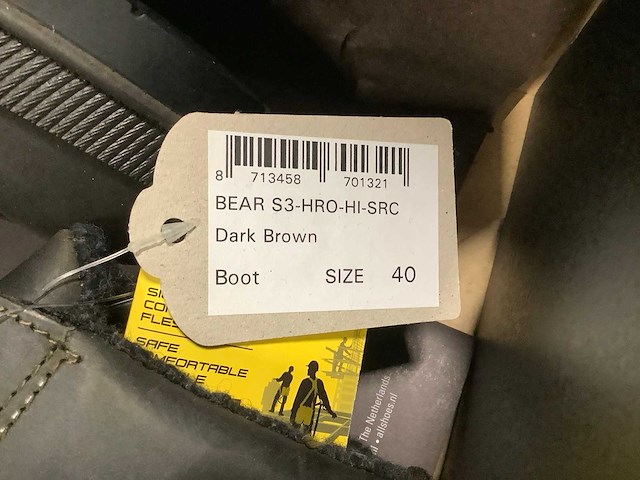 8 713458 701321
BEAR S3-HRO-HI-SRC
Dark Brown
Boot SIZE 40
SAFE
The Netherlands
• allshoes.nl